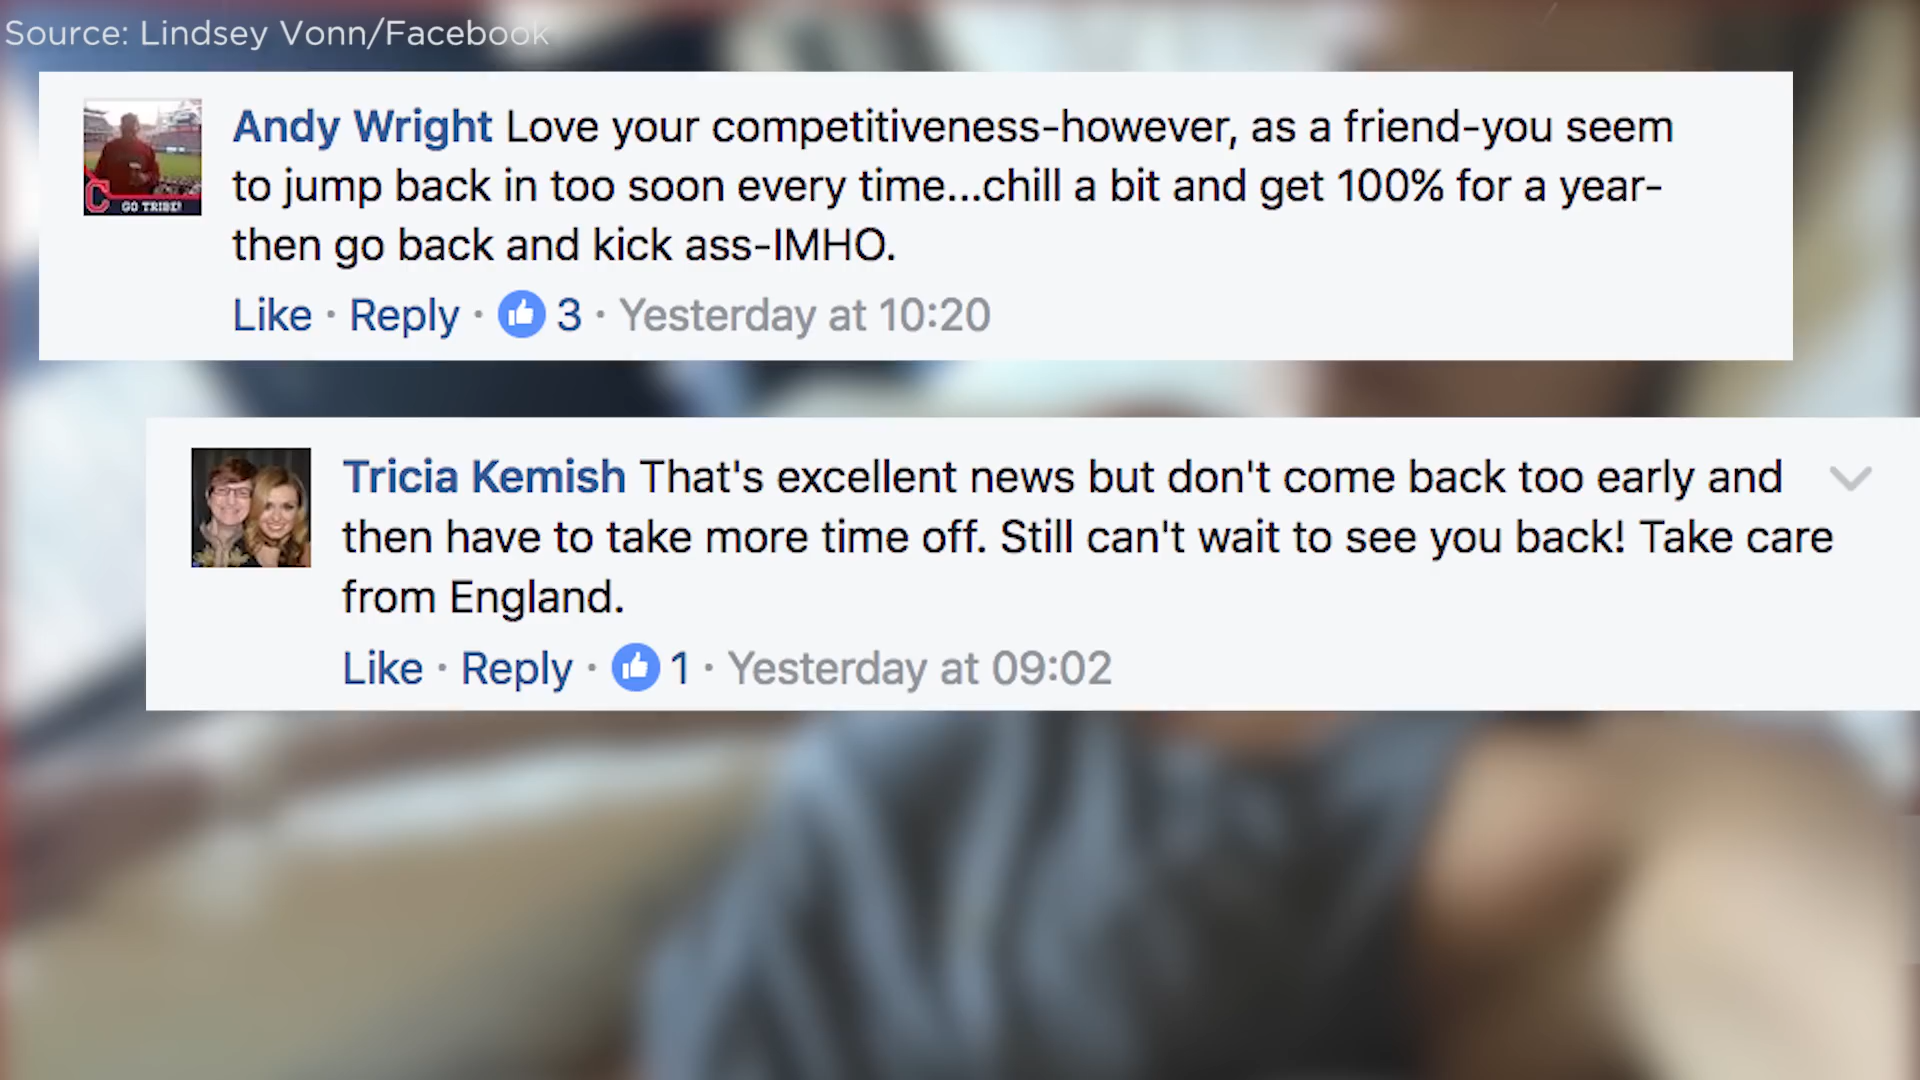 Source: Lindsey Vonn/Facebook
Andy Wright Love your competitiveness-however, as a friend-you seem
to jump back in too soon every time...chill a bit and get 100% for a year-
then go back and kick ass-IMHO.
Like · Reply · 3 · Yesterday at 10:20
C GO TRIBE!
Tricia Kemish That's excellent news but don't come back too early and
then have to take more time off. Still can't wait to see you back! Take care
from England.
Like · Reply · 1 · Yesterday at 09:02